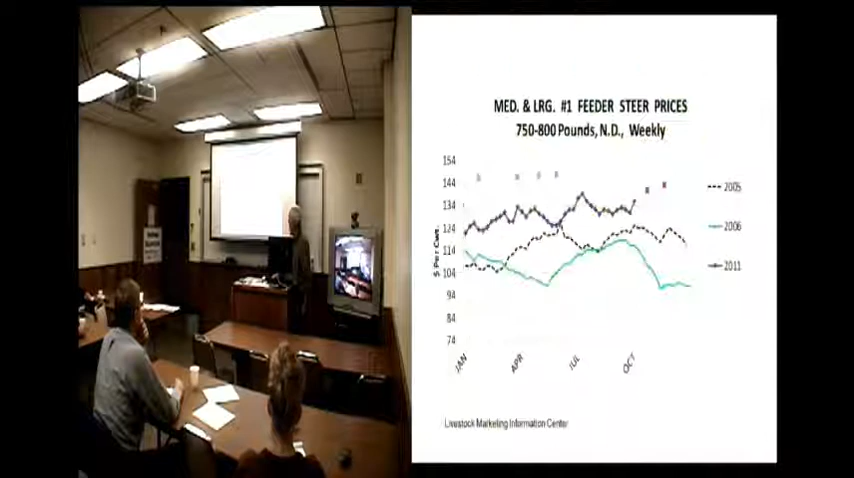 MED. & LRG. #1 FEEDER STEER PRICES
750-800 Pounds, N.D., Weekly
154
144
134
124
114
104
94
84
74
$ Per Cwt.
JAN
APR
JUL
OCT
2005
2006
2011
Livestock Marketing Information Center